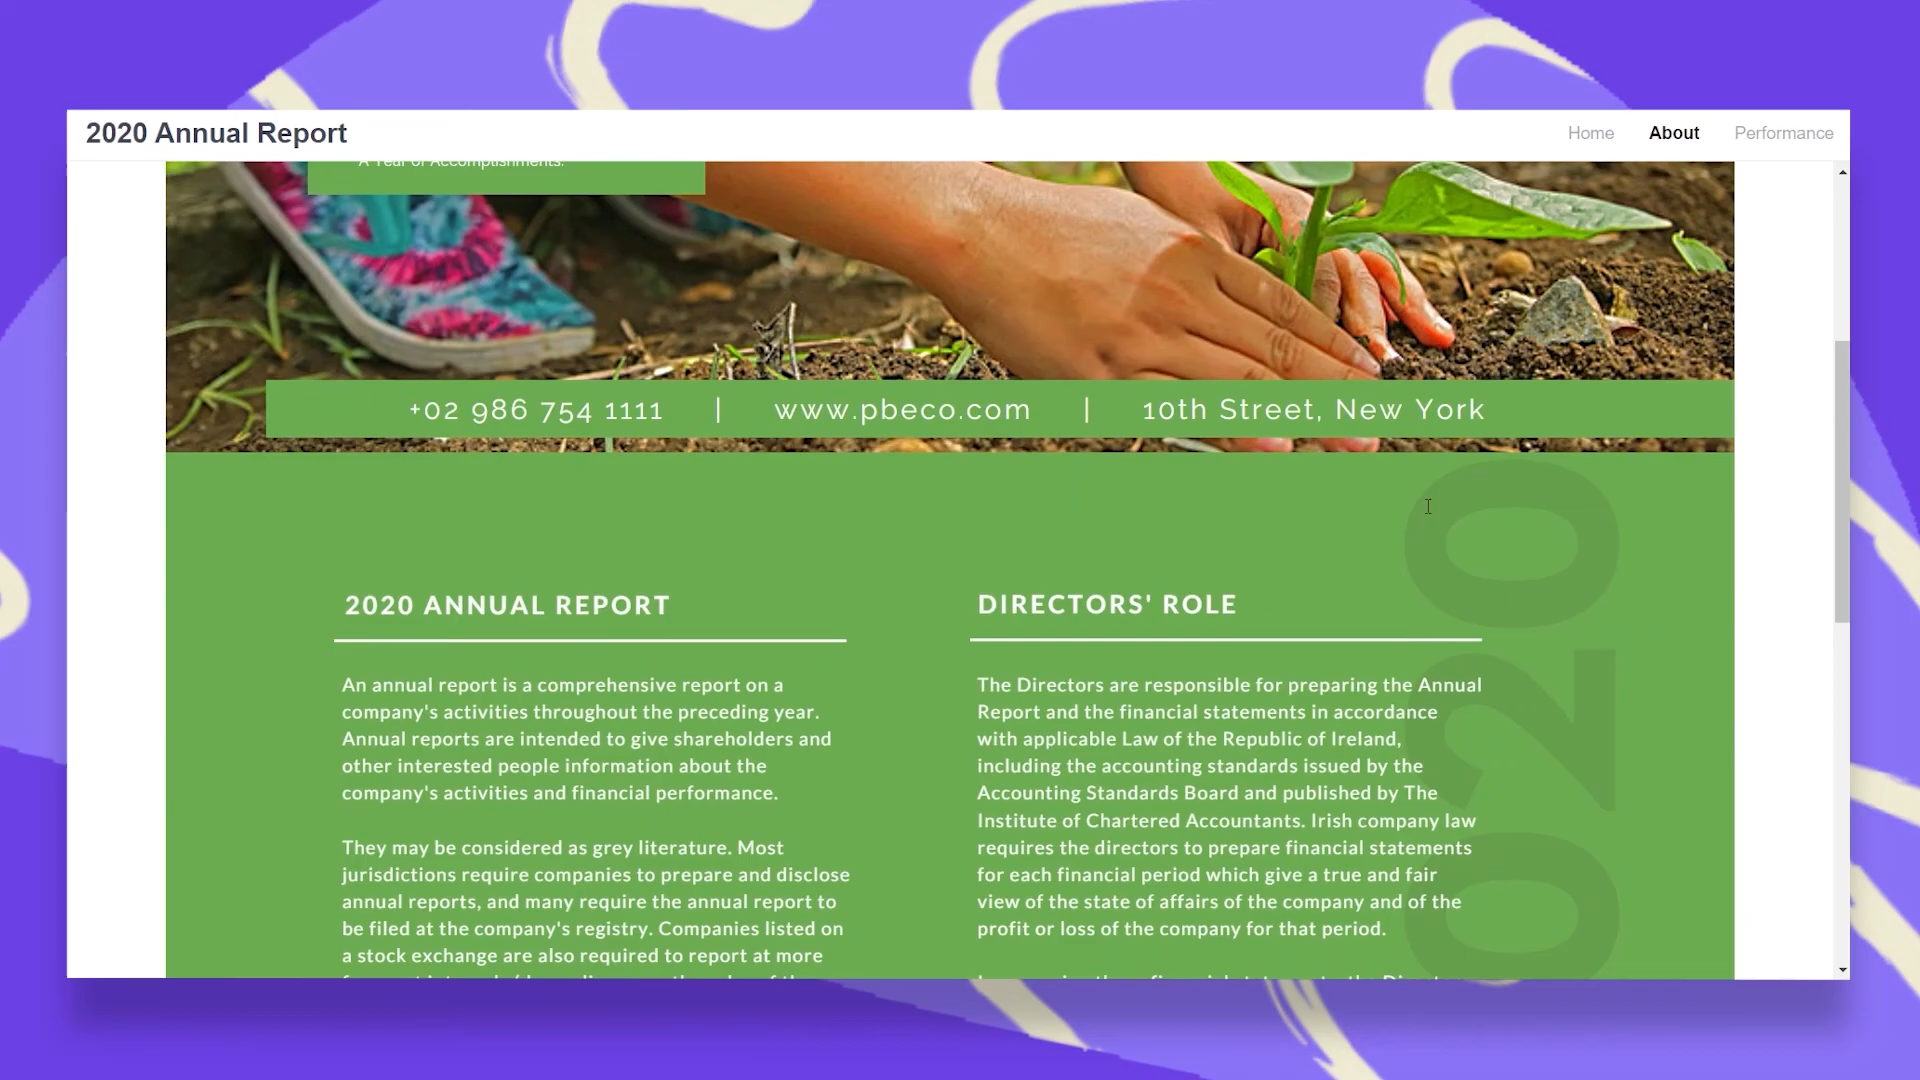 2020 Annual Report
Home About Performance
A Year of Accomplishments.
+02 986 754 1111 | www.pbeco.com | 10th Street, New York
2020
2020 ANNUAL REPORT
An annual report is a comprehensive report on a
company's activities throughout the preceding year.
Annual reports are intended to give shareholders and
other interested people information about the
company's activities and financial performance.
They may be considered as grey literature. Most
jurisdictions require companies to prepare and disclose
annual reports, and many require the annual report to
be filed at the company's registry. Companies listed on
a stock exchange are also required to report at more
DIRECTORS' ROLE
The Directors are responsible for preparing the Annual
Report and the financial statements in accordance
with applicable Law of the Republic of Ireland,
including the accounting standards issued by the
Accounting Standards Board and published by The
Institute of Chartered Accountants. Irish company law
requires the directors to prepare financial statements
for each financial period which give a true and fair
view of the state of affairs of the company and of the
profit or loss of the company for that period.